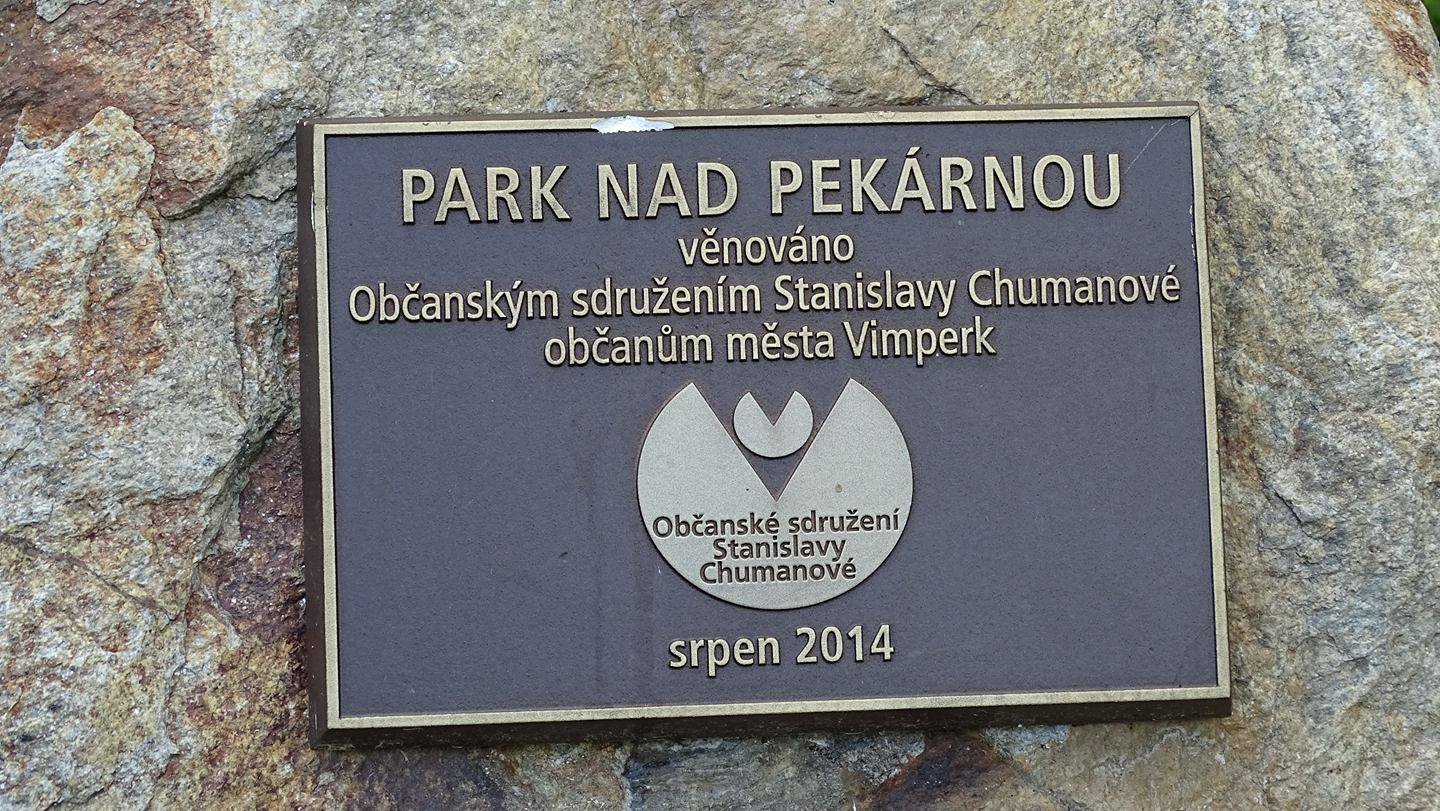 PARK NAD PEKÁRNOU
věnováno
Občanským sdružením Stanislavy Chumanové
občanům města Vimperk
Občanské sdružení
Stanislavy
Chumanové
srpen 2014